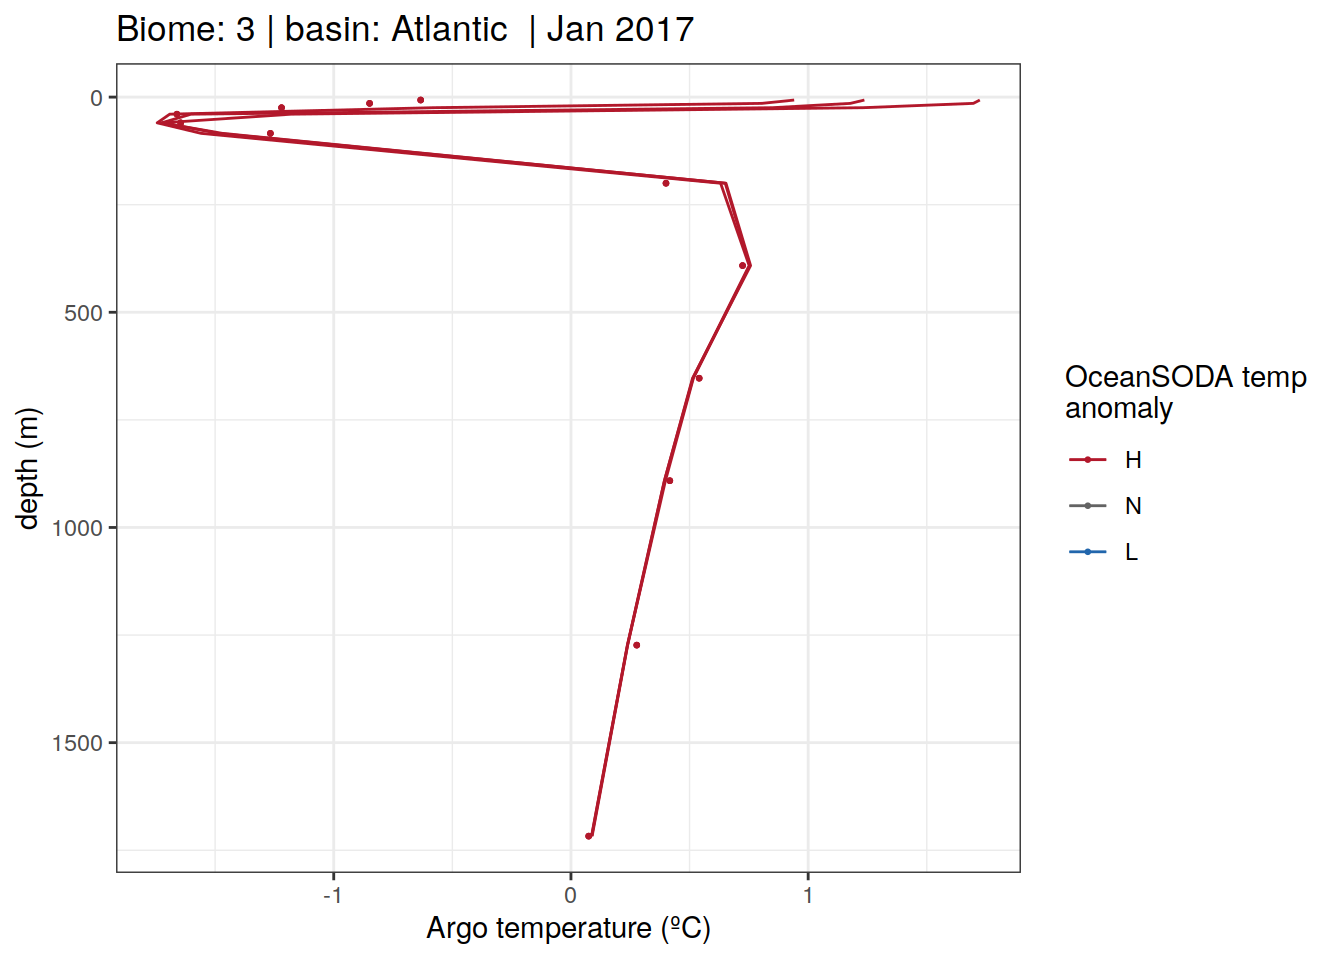 Biome: 3 | basin: Atlantic  | Jan 2017
0
500
1000
1500
depth (m)
-1
0
1
Argo temperature (ºC)
OceanSODA temp
anomaly
H
N
L